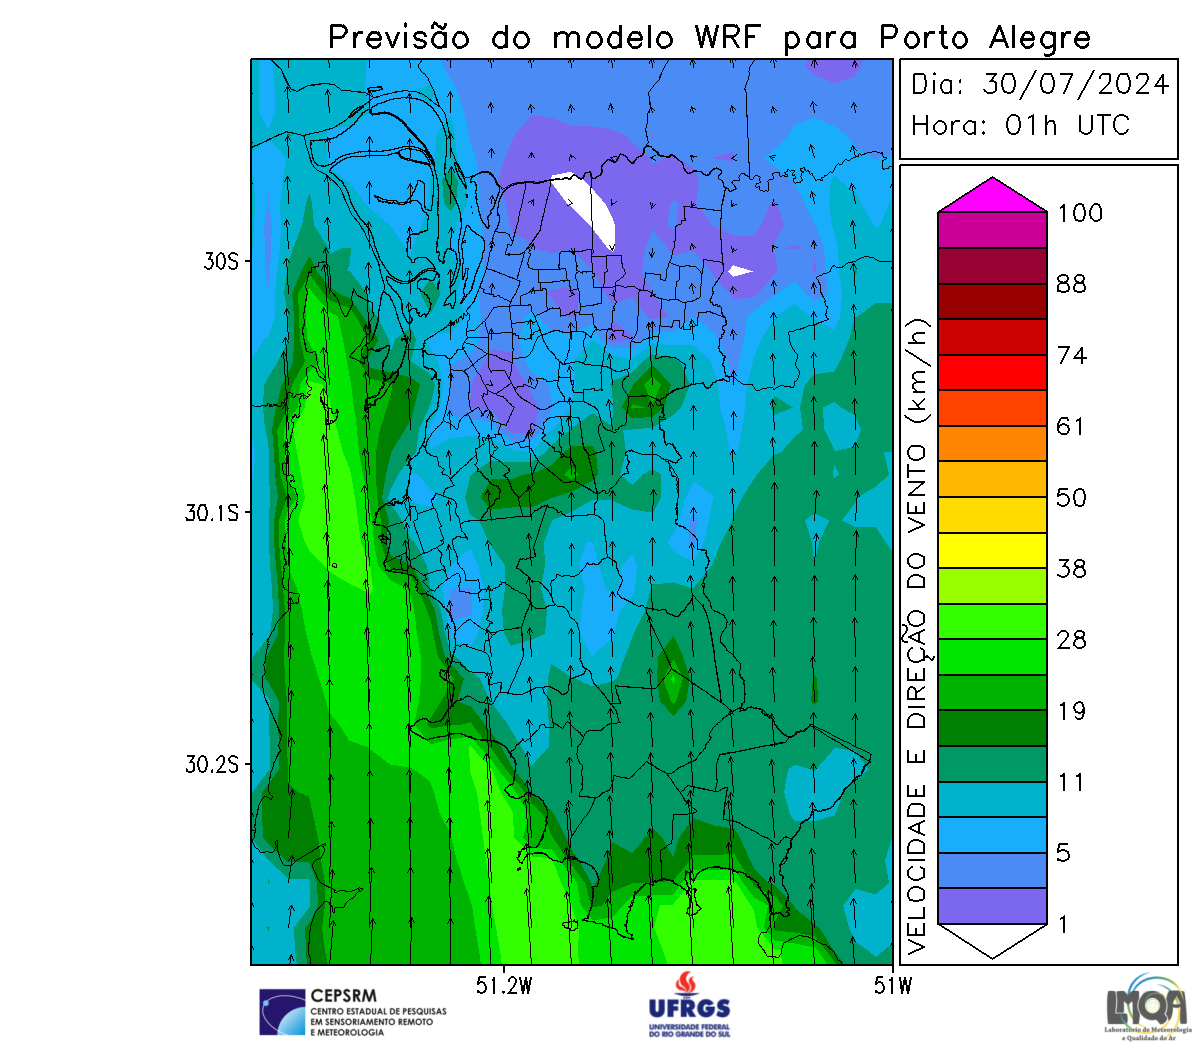 Previsão do modelo WRF para Porto Alegre
Dia: 30/07/2024
Hora: 01h UTC
30S
30.1S
30.2S
51.2W
51W
VELOCIDADE E DIREÇÃO DO VENTO (km/h)
100
88
74
61
50
38
28
19
11
5
1
CEPSRM
CENTRO ESTADUAL DE PESQUISAS
EM SENSORIAMENTO REMOTO
E METEOROLOGIA
UFRGS
UNIVERSIDADE FEDERAL
DO RIO GRANDE DO SUL
LMQA
Laboratório de Meteorologia
e Qualidade do Ar